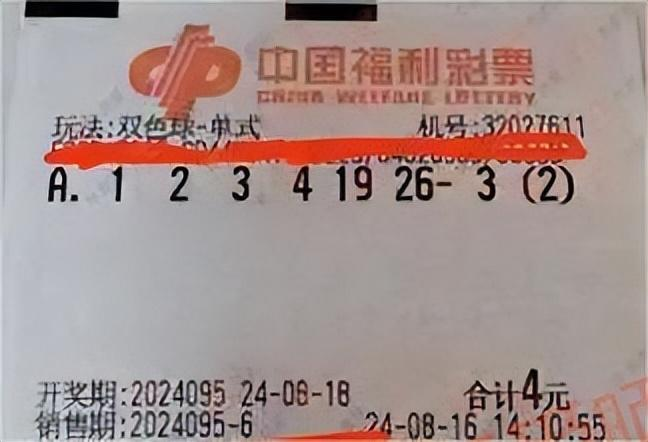 中国福利彩票
CHINA WELFARE LOTTERY
玩法:双色球-单式 机号:32027611
A. 1 2 3 4 19 26- 3 (2)
开奖期:2024095 24-08-18 合计4元
销售期:2024095-6 24-08-16 14:10:55